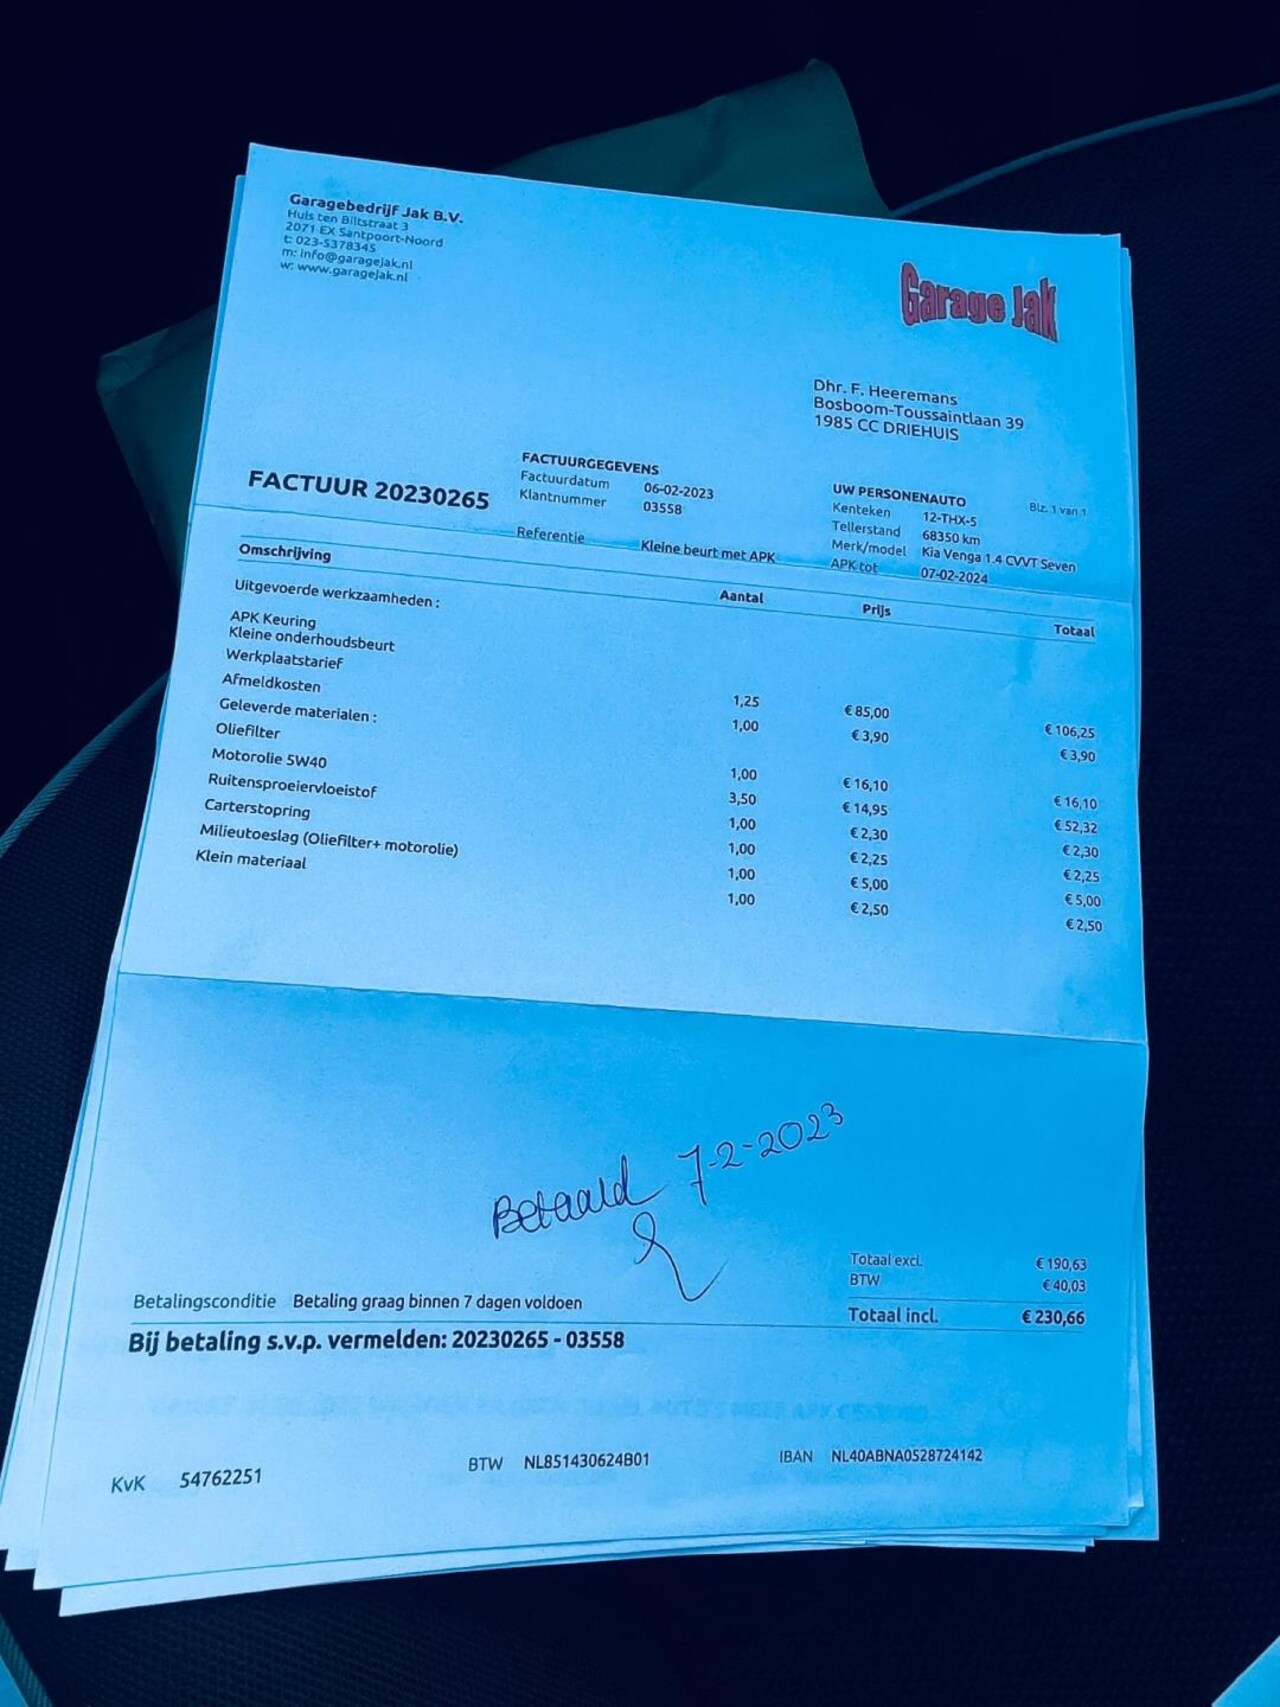 Garagebedrijf Jak B.V.
Huis ten Biltstraat 3
2071 EX Santpoort-Noord
t: 023-5378345
m: info@garagejak.nl
w: www.garagejak.nl
Garage Jak
Dhr. F. Heeremans
Bosboom-Toussaintlaan 39
1985 CC DRIEHUIS
FACTUUR 20230265
FACTUURGEGEVENS
Factuurdatum 06-02-2023
Klantnummer 03558
Referentie Kleine beurt met APK
UW PERSONENAUTO Blz. 1 van 1
Kenteken 12-THX-5
Tellerstand 68350 km
Merk/model Kia Venga 1.4 CVVT Seven
APK tot 07-02-2024
Omschrijving Aantal Prijs Totaal
Uitgevoerde werkzaamheden :
APK Keuring
Kleine onderhoudsbeurt
Werkplaatstarief 1,25 € 85,00 € 106,25
Afmeldkosten 1,00 € 3,90 € 3,90
Geleverde materialen :
Oliefilter 1,00 € 16,10 € 16,10
Motorolie 5W40 3,50 € 14,95 € 52,32
Ruitensproeiervloeistof 1,00 € 2,30 € 2,30
Carterstopring 1,00 € 2,25 € 2,25
Milieutoeslag (Oliefilter+ motorolie) 1,00 € 5,00 € 5,00
Klein materiaal 1,00 € 2,50 € 2,50
Betaald 7-2-2023
Totaal excl. € 190,63
BTW € 40,03
Totaal incl. € 230,66
Betalingsconditie Betaling graag binnen 7 dagen voldoen
Bij betaling s.v.p. vermelden: 20230265 - 03558
KvK 54762251 BTW NL851430624B01 IBAN NL40ABNA0528724142